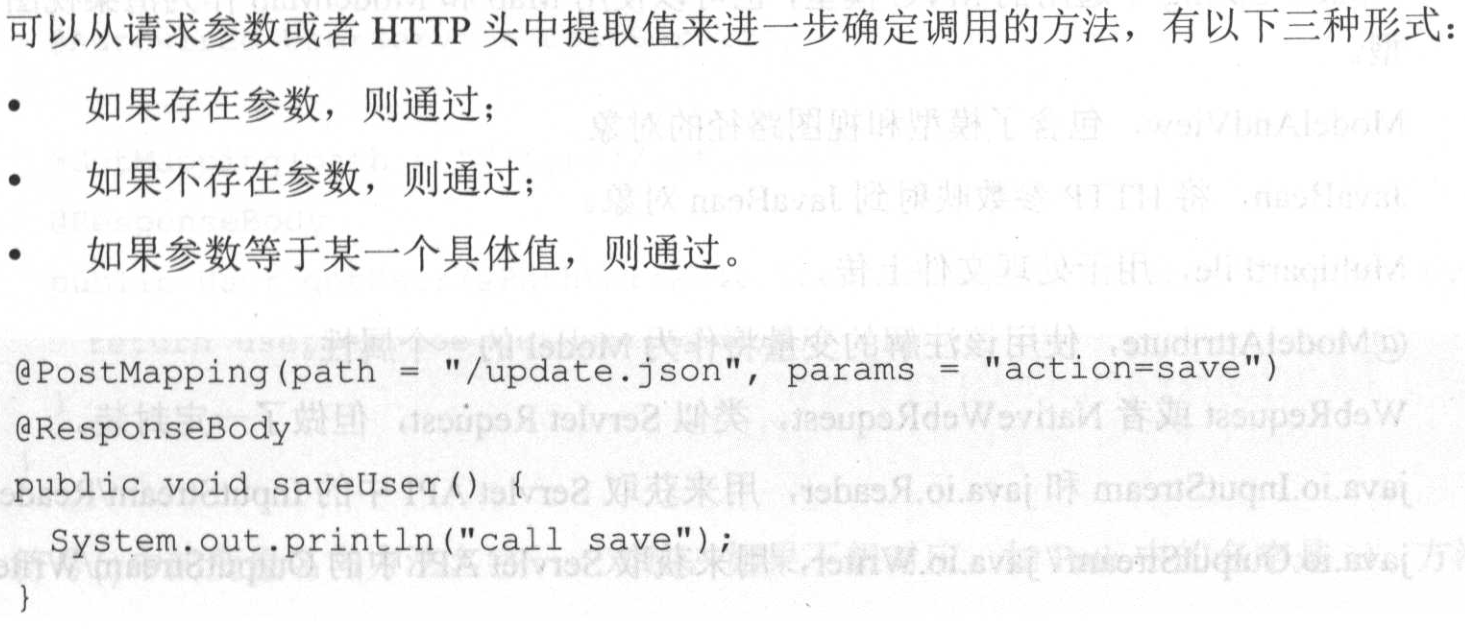 可以从请求参数或者 HTTP 头中提取值来进一步确定调用的方法，有以下三种形式：
• 如果存在参数，则通过；
• 如果不存在参数，则通过；
• 如果参数等于某一个具体值，则通过。
@PostMapping(path = "/update.json", params = "action=save")
@ResponseBody
public void saveUser() {
System.out.println("call save");
}